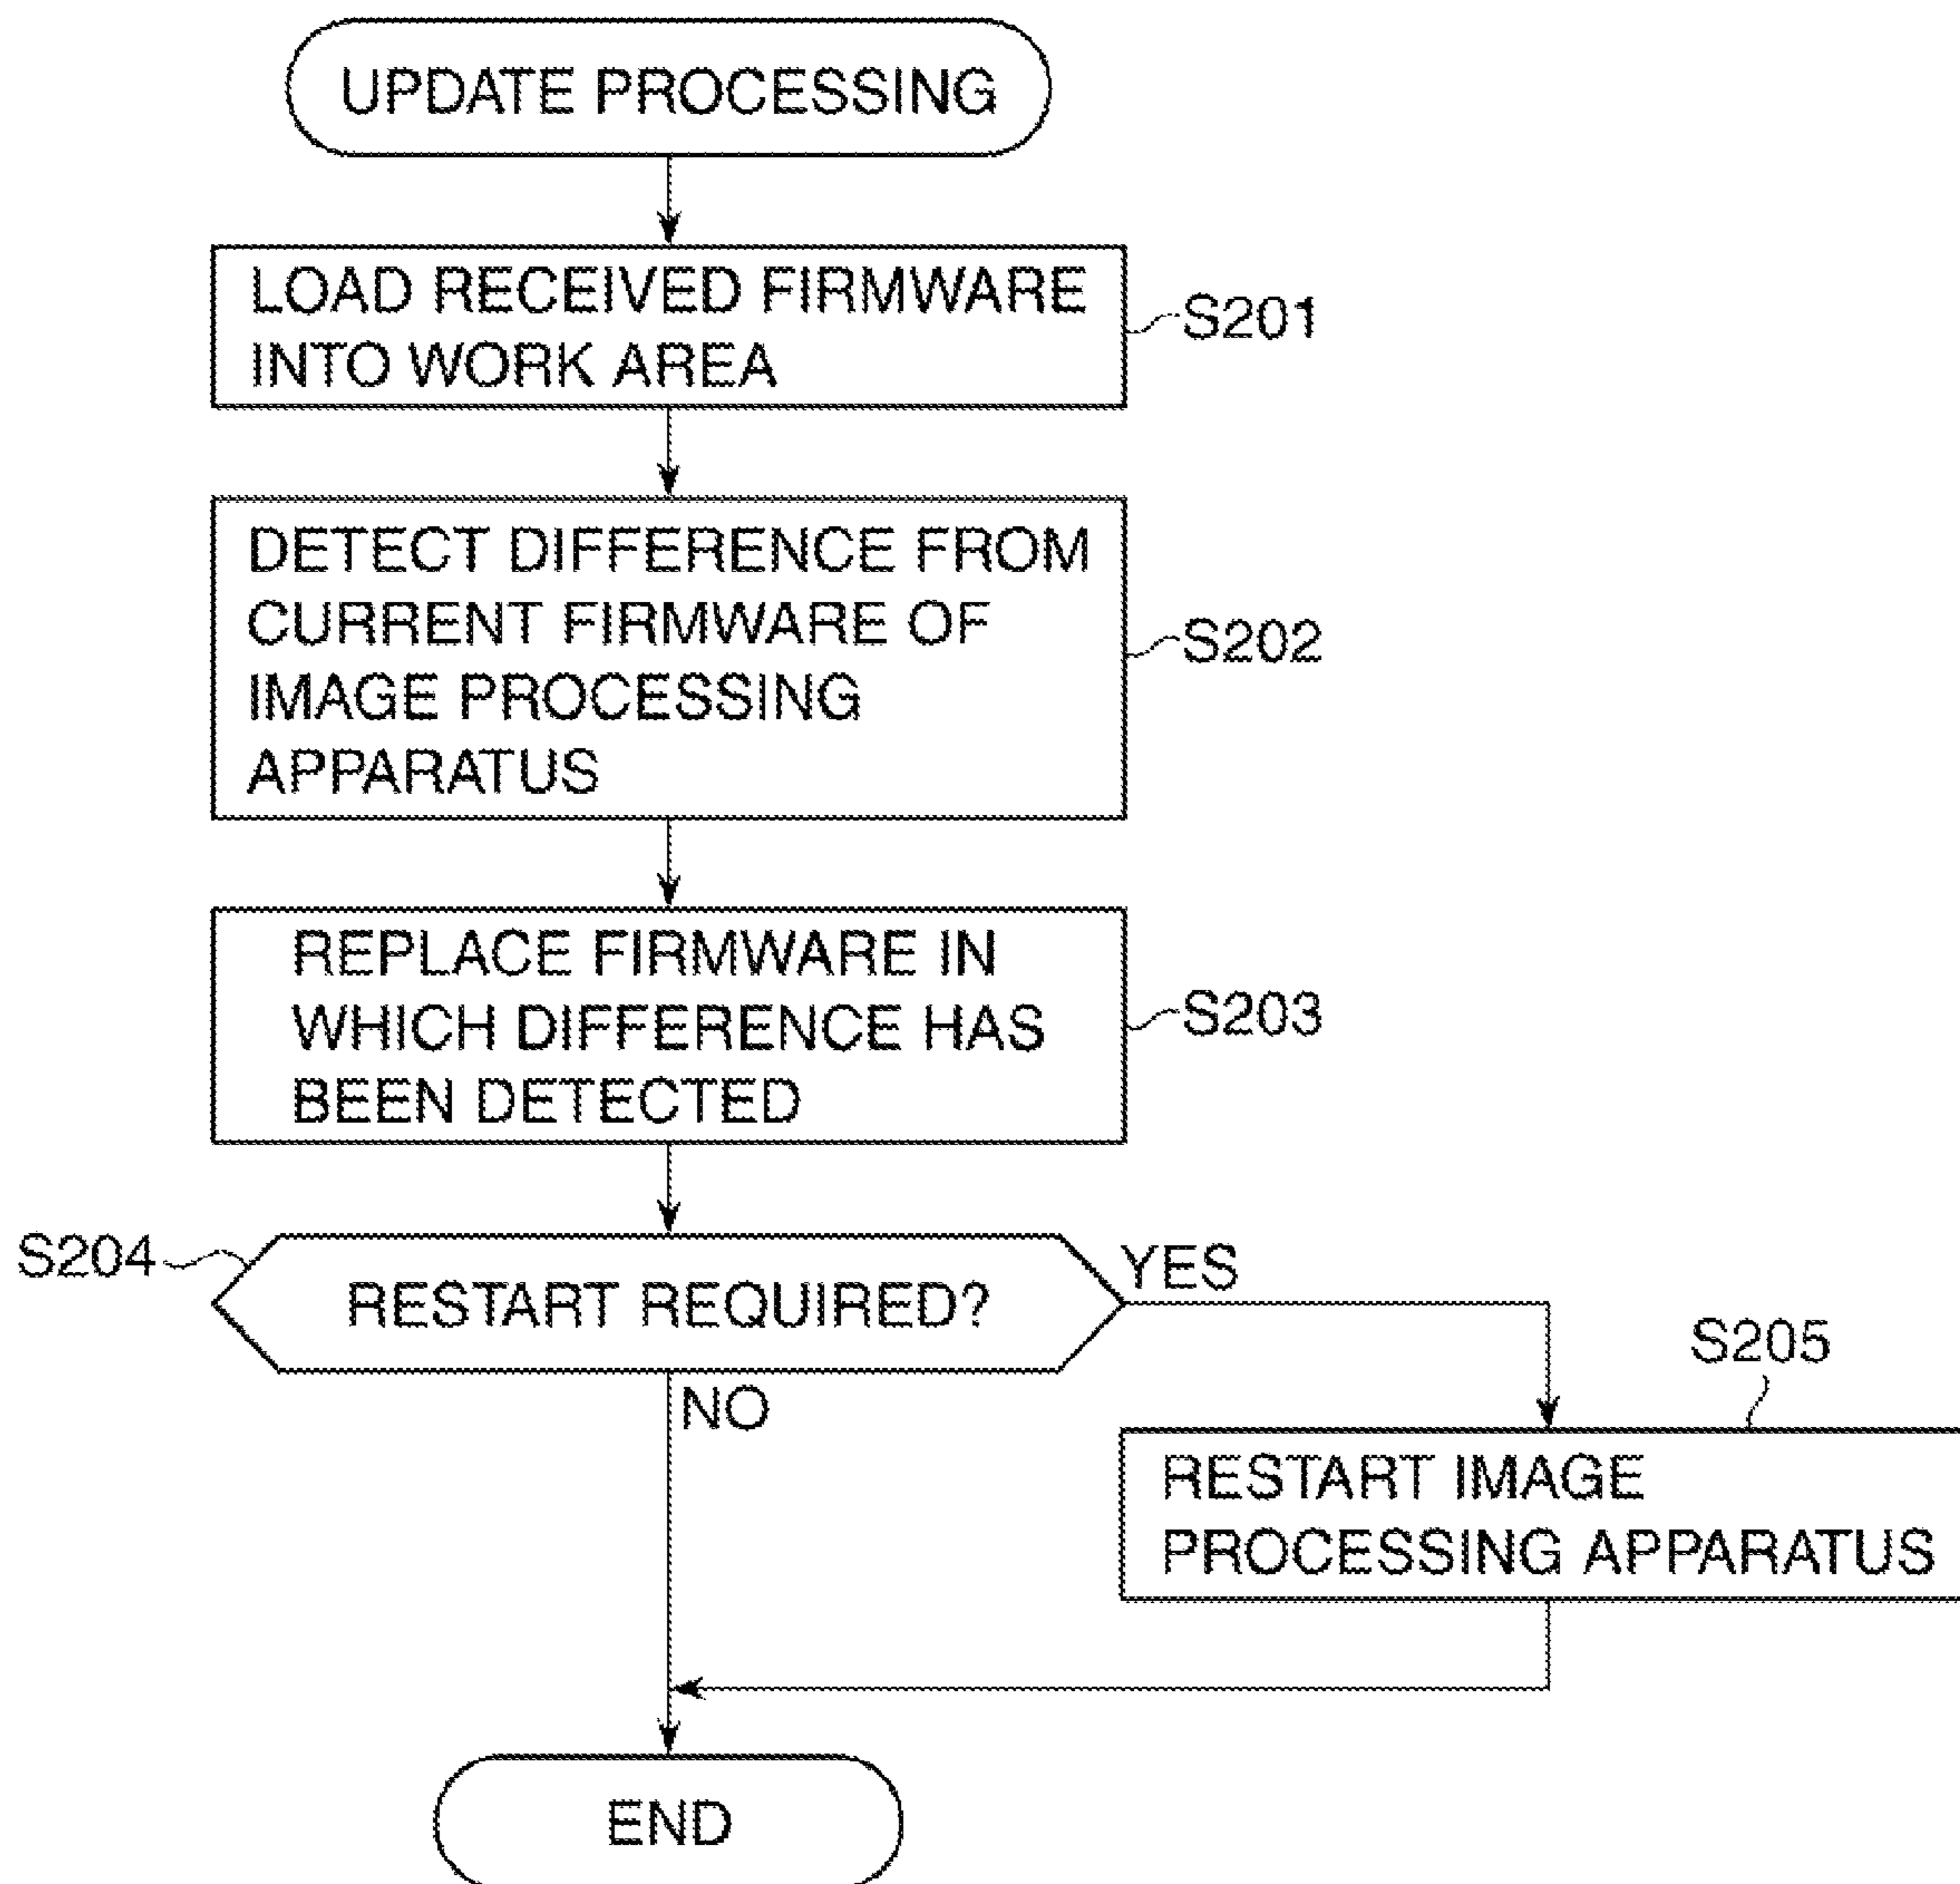 UPDATE PROCESSING
LOAD RECEIVED FIRMWARE
INTO WORK AREA
S201
DETECT DIFFERENCE FROM
CURRENT FIRMWARE OF
IMAGE PROCESSING
APPARATUS
S202
REPLACE FIRMWARE IN
WHICH DIFFERENCE HAS
BEEN DETECTED
S203
S204
RESTART REQUIRED?
YES
NO
S205
RESTART IMAGE
PROCESSING APPARATUS
END